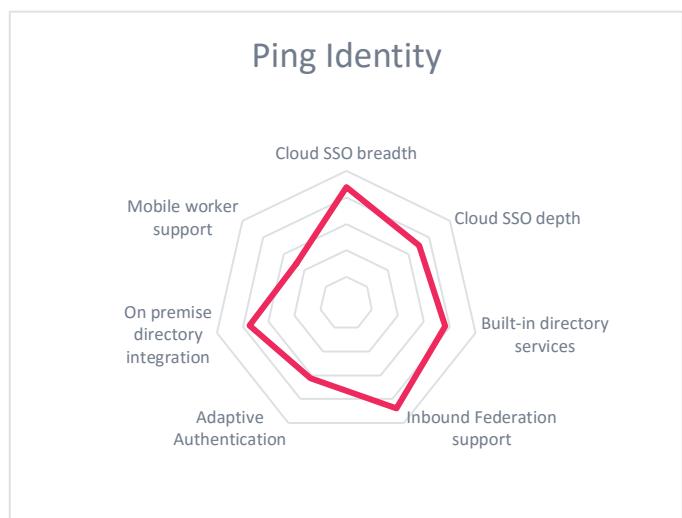 Ping Identity
Cloud SSO breadth
Cloud SSO depth
Built-in directory
services
Inbound Federation
support
Adaptive
Authentication
On premise
directory
integration
Mobile worker
support